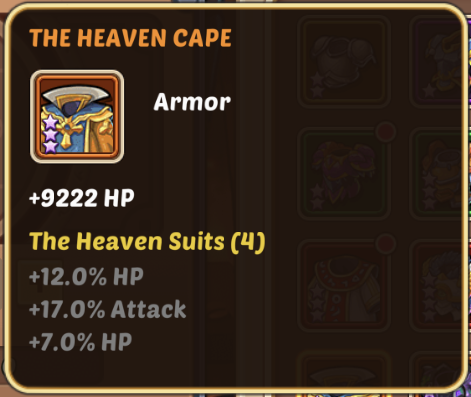 THE HEAVEN CAPE
Armor
+9222 HP
The Heaven Suits (4)
+12.0% HP
+17.0% Attack
+7.0% HP